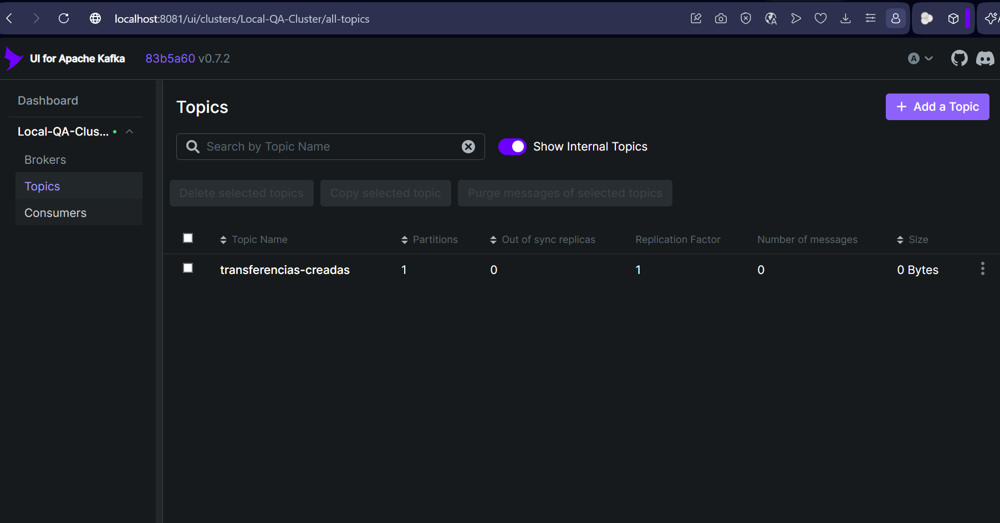 localhost:8081/ui/clusters/Local-QA-Cluster/all-topics
UI for Apache Kafka 83b5a60 v0.7.2
A
Dashboard
Local-QA-Clus...
Brokers
Topics
Consumers
Topics
+ Add a Topic
Search by Topic Name
Show Internal Topics
Delete selected topics Copy selected topic Purge messages of selected topics
Topic Name Partitions Out of sync replicas Replication Factor Number of messages Size
transferencias-creadas 1 0 1 0 0 Bytes